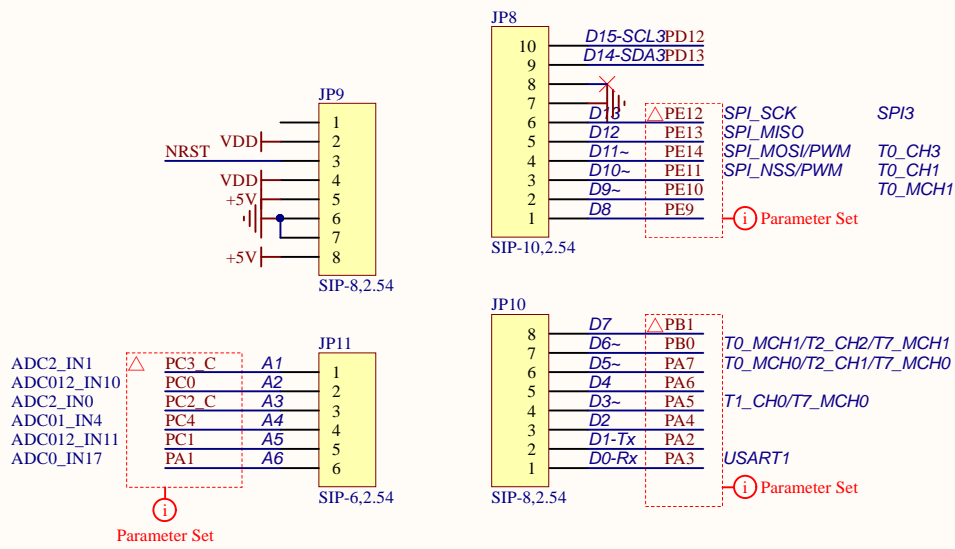 JP9
1
VDD 2
NRST 3
VDD 4
+5V 5
6
7
+5V 8
SIP-8,2.54
JP8
10 D15-SCL3 PD12
9 D14-SDA3 PD13
8
7
6 D13 PE12 SPI_SCK SPI3
5 D12 PE13 SPI_MISO
4 D11~ PE14 SPI_MOSI/PWM T0_CH3
3 D10~ PE11 SPI_NSS/PWM T0_CH1
2 D9~ PE10 T0_MCH1
1 D8 PE9
i Parameter Set
SIP-10,2.54
JP11
ADC2_IN1 PC3_C A1 1
ADC012_IN10 PC0 A2 2
ADC2_IN0 PC2_C A3 3
ADC01_IN4 PC4 A4 4
ADC012_IN11 PC1 A5 5
ADC0_IN17 PA1 A6 6
SIP-6,2.54
i
Parameter Set
JP10
8 D7 PB1
7 D6~ PB0 T0_MCH1/T2_CH2/T7_MCH1
6 D5~ PA7 T0_MCH0/T2_CH1/T7_MCH0
5 D4 PA6
4 D3~ PA5 T1_CH0/T7_MCH0
3 D2 PA4
2 D1-Tx PA2
1 D0-Rx PA3 USART1
i Parameter Set
SIP-8,2.54